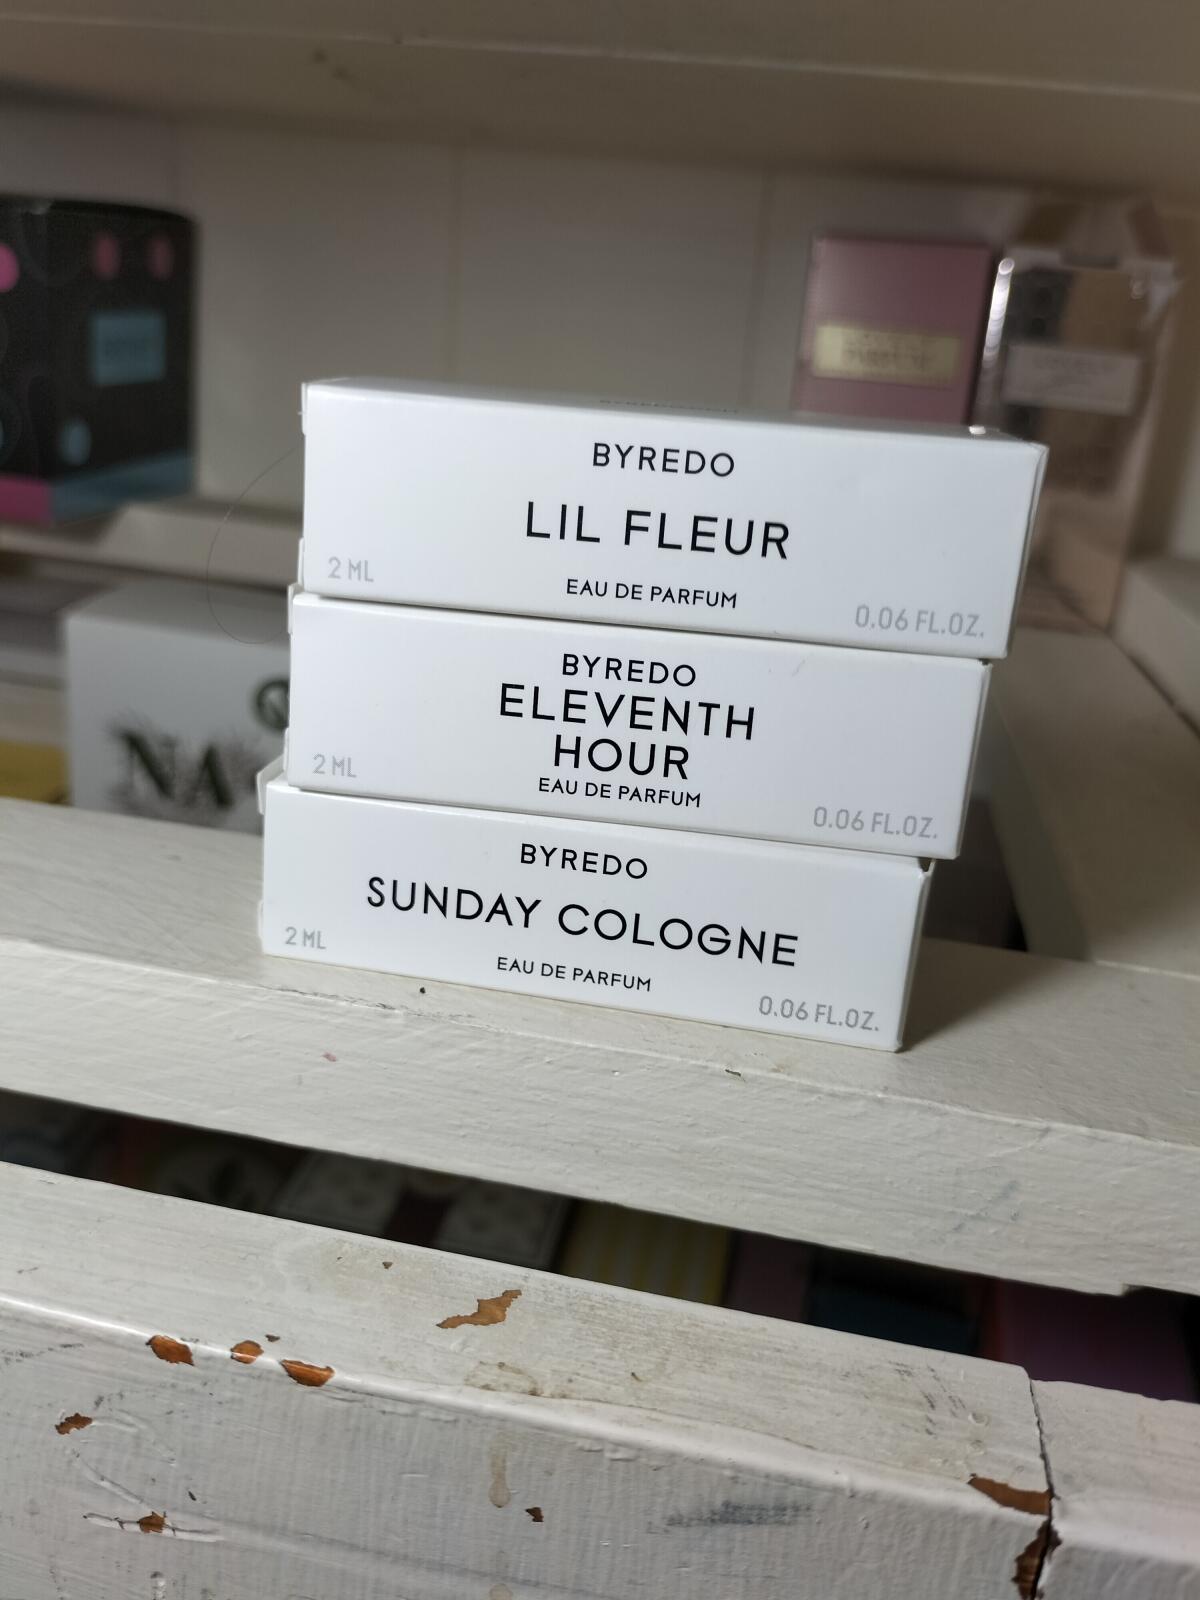 BYREDO
LIL FLEUR
2 ML
EAU DE PARFUM
0.06 FL.OZ.
BYREDO
ELEVENTH
HOUR
2 ML
EAU DE PARFUM
0.06 FL.OZ.
BYREDO
SUNDAY COLOGNE
2 ML
EAU DE PARFUM
0.06 FL.OZ.